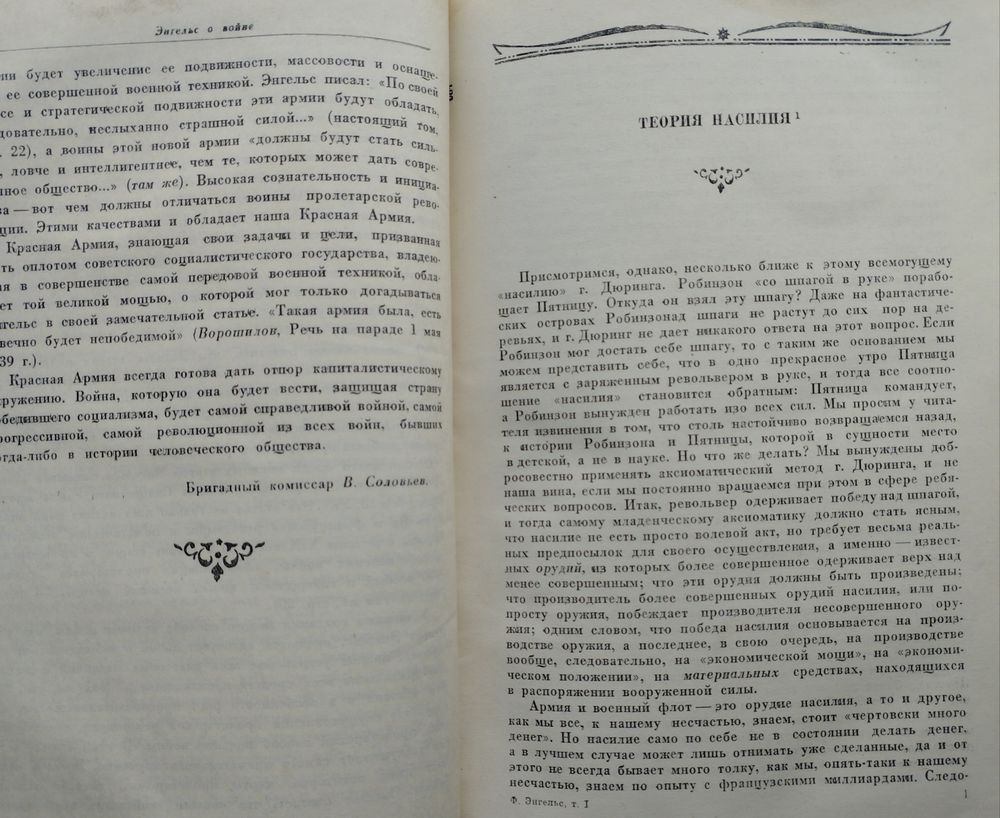 Энгельс о войне
будет увеличение ее подвижности, массовости и оснаще-
ее совершенной военной техникой. Энгельс писал: «По своей
и стратегической подвижности эти армии будут обладать,
неслыханно страшной силой...» (настоящий том,
22), а воины этой новой армии «должны будут стать силь-
ловче и интеллигентнее, чем те, которых может дать совре-
общество...» (там же). Высокая сознательность и инициа-
— вот чем должны отличаться воины пролетарской рево-
Этими качествами и обладает наша Красная Армия.
Красная Армия, знающая свои задачи и цели, призванная
оплотом советского социалистического государства, владею-
в совершенстве самой передовой военной техникой, обла-
той великой мощью, о которой мог только догадываться
в своей замечательной статье. «Такая армия была, есть
будет непобедимой» (Ворошилов, Речь на параде 1 мая
39 г.).
Красная Армия всегда готова дать отпор капиталистическому
Война, которую она будет вести, защищая страну
социализма, будет самой справедливой войной, самой
самой революционной из всех войн, бывших
в истории человеческого общества.
Бригадный комиссар В. Соловьев.
ТЕОРИЯ НАСИЛИЯ¹
Присмотримся, однако, несколько ближе к этому всемогущему
«насилию» г. Дюринга. Робинзон «со шпагой в руке» порабо-
щает Пятницу. Откуда он взял эту шпагу? Даже на фантастиче-
ских островах Робинзонад шпаги не растут до сих пор на де-
ревьях, и г. Дюринг не дает никакого ответа на этот вопрос. Если
Робинзон мог достать себе шпагу, то с таким же основанием мы
можем представить себе, что в одно прекрасное утро Пятница
является с заряженным револьвером в руке, и тогда все соотно-
шение «насилия» становится обратным: Пятница командует,
а Робинзон вынужден работать изо всех сил. Мы просим у чита-
теля извинения в том, что столь настойчиво возвращаемся назад,
к истории Робинзона и Пятницы, которой в сущности место
в детской, а не в науке. Но что же делать? Мы вынуждены доб-
росовестно применять аксиоматический метод г. Дюринга, и не
наша вина, если мы постоянно вращаемся при этом в сфере ребя-
ческих вопросов. Итак, револьвер одерживает победу над шпагой,
и тогда самому младенческому аксиоматику должно стать ясным,
что насилие не есть просто волевой акт, но требует весьма реаль-
ных предпосылок для своего осуществления, а именно — извест-
ных орудий, из которых более совершенное одерживает верх над
менее совершенным; что эти орудия должны быть произведены;
что производитель более совершенных орудий насилия, или по-
просту оружия, побеждает производителя несовершенного ору-
жия; одним словом, что победа насилия основывается на произ-
водстве оружия, а последнее, в свою очередь, на производстве
вообще, следовательно, на «экономической мощи», на «экономи-
ческом положении», на материальных средствах, находящихся
в распоряжении вооруженной силы.
Армия и военный флот — это орудие насилия, а то и другое,
как мы все, к нашему несчастью, знаем, стоит «чертовски много
денег». Но насилие само по себе не в состоянии делать денег,
а в лучшем случае может лишь отнимать уже сделанные, да и от
этого не всегда бывает много толку, как мы, опять-таки к нашему
несчастью, знаем по опыту с французскими миллиардами. Следо-
Ф. Энгельс, т. I
1